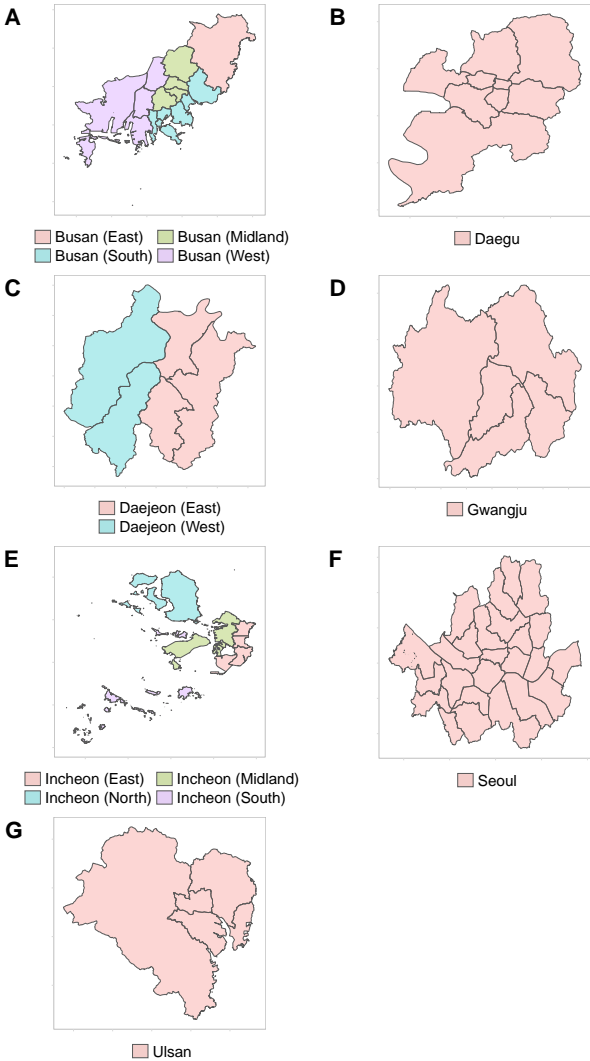 A
B
Busan (East) Busan (Midland)
Busan (South) Busan (West)
Daegu
C
D
Daejeon (East)
Daejeon (West)
Gwangju
E
F
Incheon (East) Incheon (Midland)
Incheon (North) Incheon (South)
Seoul
G
Ulsan